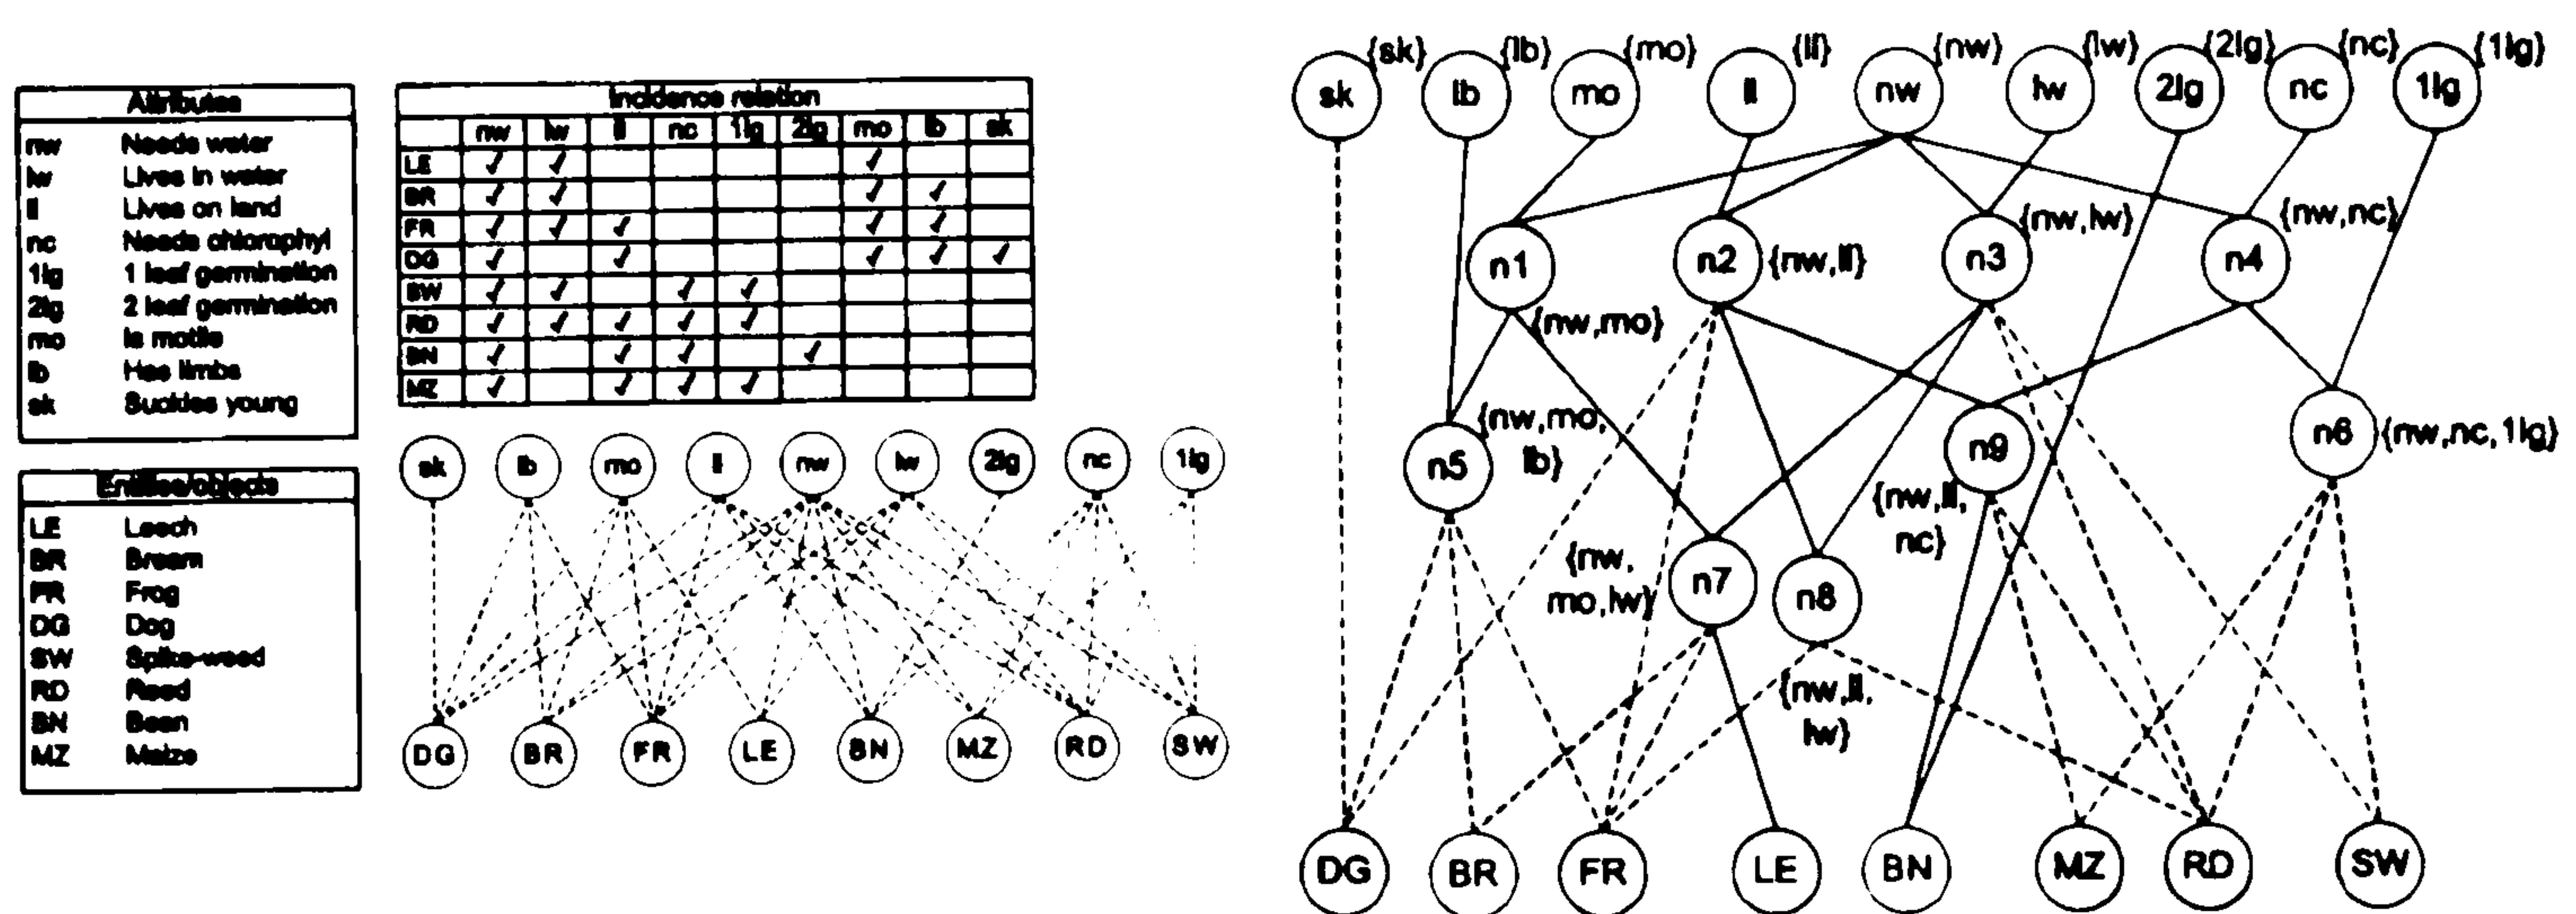 Attributes
nw Needs water
lw Lives in water
ll Lives on land
nc Needs chlorophyl
1lg 1 leaf germination
2lg 2 leaf germination
mo Is motile
lb Has limbs
sk Suckles young
Entities/objects
LE Leech
BR Bream
FR Frog
DG Dog
SW Spike-weed
RD Reed
BN Bean
MZ Maize
Incidence relation
nw lw ll nc 1lg 2lg mo lb sk
LE ✓ ✓ ✓
BR ✓ ✓ ✓ ✓
FR ✓ ✓ ✓ ✓ ✓
DG ✓ ✓ ✓ ✓ ✓
SW ✓ ✓ ✓ ✓
RD ✓ ✓ ✓ ✓ ✓
BN ✓ ✓ ✓ ✓
MZ ✓ ✓ ✓ ✓
sk lb mo ll nw lw 2lg nc 1lg
DG BR FR LE BN MZ RD SW
{sk} {lb} {mo} {ll} {nw} {lw} {2lg} {nc} {1lg}
sk lb mo ll nw lw 2lg nc 1lg
n1 n2 {nw,ll} n3 {nw,lw} n4 {nw,nc}
{nw,mo}
n5 {nw,mo,
lb}
n9 {nw,ll,
nc}
n6 {nw,nc,1lg}
n7 {nw,
mo,lw}
n8 {nw,ll,
lw}
DG BR FR LE BN MZ RD SW